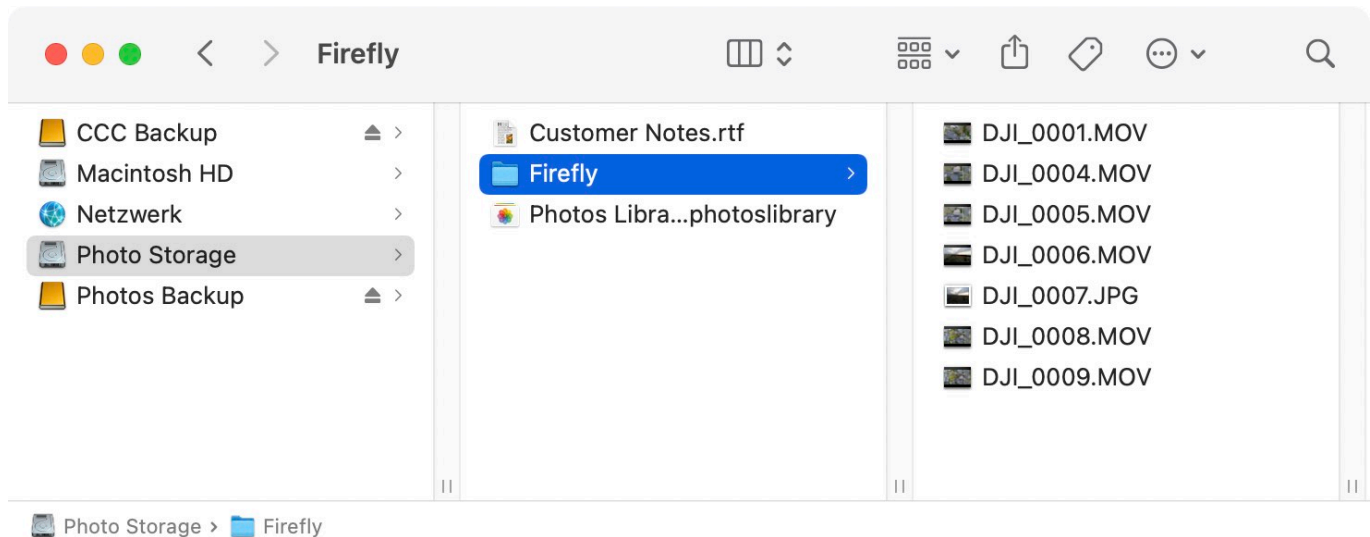 Firefly
CCC Backup
Macintosh HD
Netzwerk
Photo Storage
Photos Backup
Customer Notes.rtf
Firefly
Photos Libra...photoslibrary
DJI_0001.MOV
DJI_0004.MOV
DJI_0005.MOV
DJI_0006.MOV
DJI_0007.JPG
DJI_0008.MOV
DJI_0009.MOV
Photo Storage › Firefly